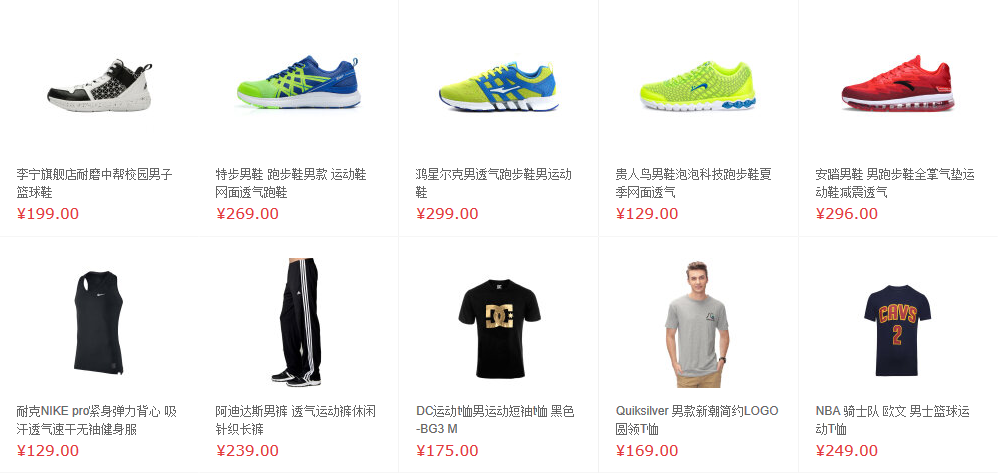 李宁旗舰店耐磨中帮校园男子
篮球鞋
¥199.00
特步男鞋 跑步鞋男款 运动鞋
网面透气跑鞋
¥269.00
鸿星尔克男透气跑步鞋男运动
鞋
¥299.00
贵人鸟男鞋泡泡科技跑步鞋夏
季网面透气
¥129.00
安踏男鞋 男跑步鞋全掌气垫运
动鞋减震透气
¥296.00
CAVS
2
耐克NIKE pro紧身弹力背心 吸
汗透气速干无袖健身服
¥129.00
阿迪达斯男裤 透气运动裤休闲
针织长裤
¥239.00
DC运动t恤男运动短袖t恤 黑色
-BG3 M
¥175.00
Quiksilver 男款新潮简约LOGO
圆领T恤
¥169.00
NBA 骑士队 欧文 男士篮球运
动T恤
¥249.00